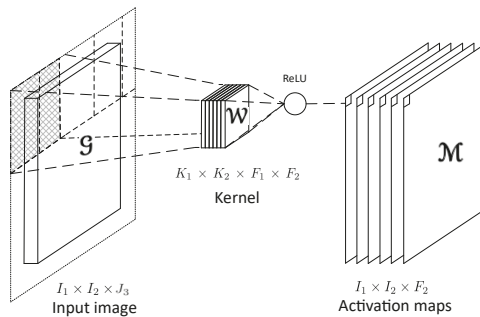 ReLU
𝒢
𝒲
ℳ
K₁ × K₂ × F₁ × F₂
Kernel
I₁ × I₂ × J₃
Input image
I₁ × I₂ × F₂
Activation maps